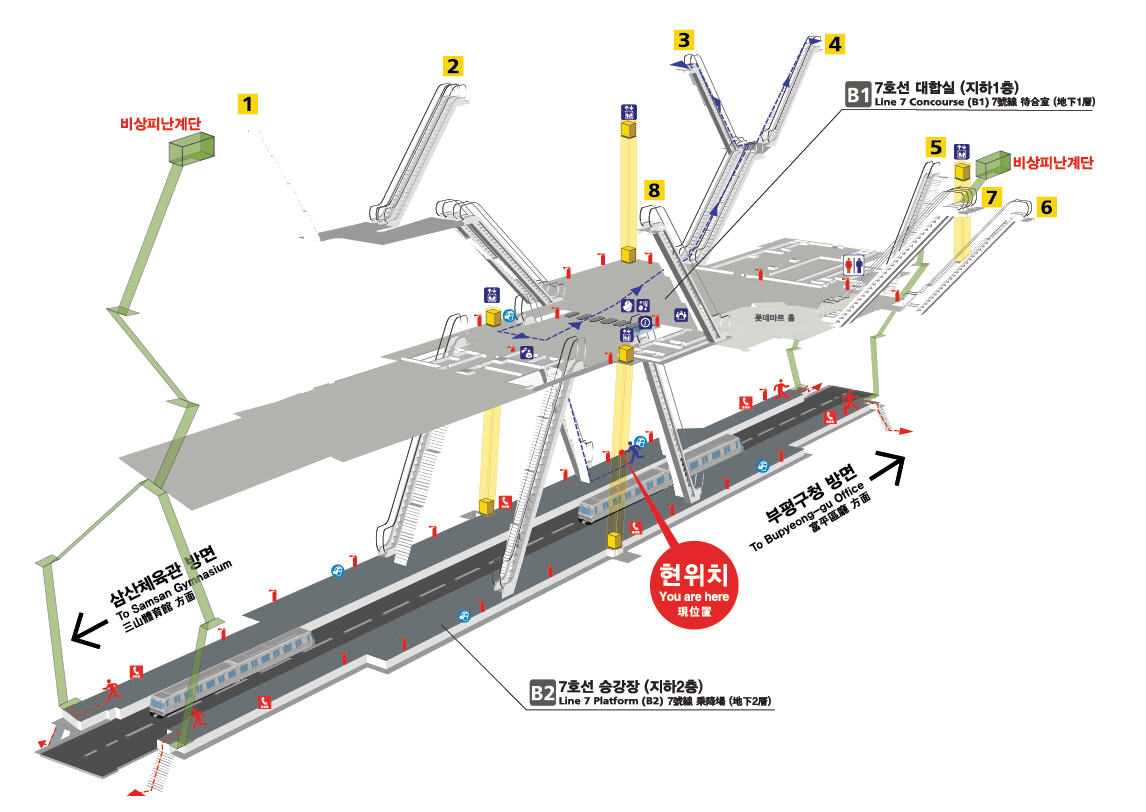 3
4
2
1
비상피난계단
B1
7호선 대합실 (지하1층)
Line 7 Concourse (B1) 7號線 待合室 (地下1層)
5
비상피난계단
8
7
6
롯데마트 홀
부평구청 방면
To Bupyeong-gu Office
富平區廳 方面
삼산체육관 방면
To Samsan Gymnasium
三山體育館 方面
현위치
You are here
現位置
B2
7호선 승강장 (지하2층)
Line 7 Platform (B2) 7號線 乘降場 (地下2層)